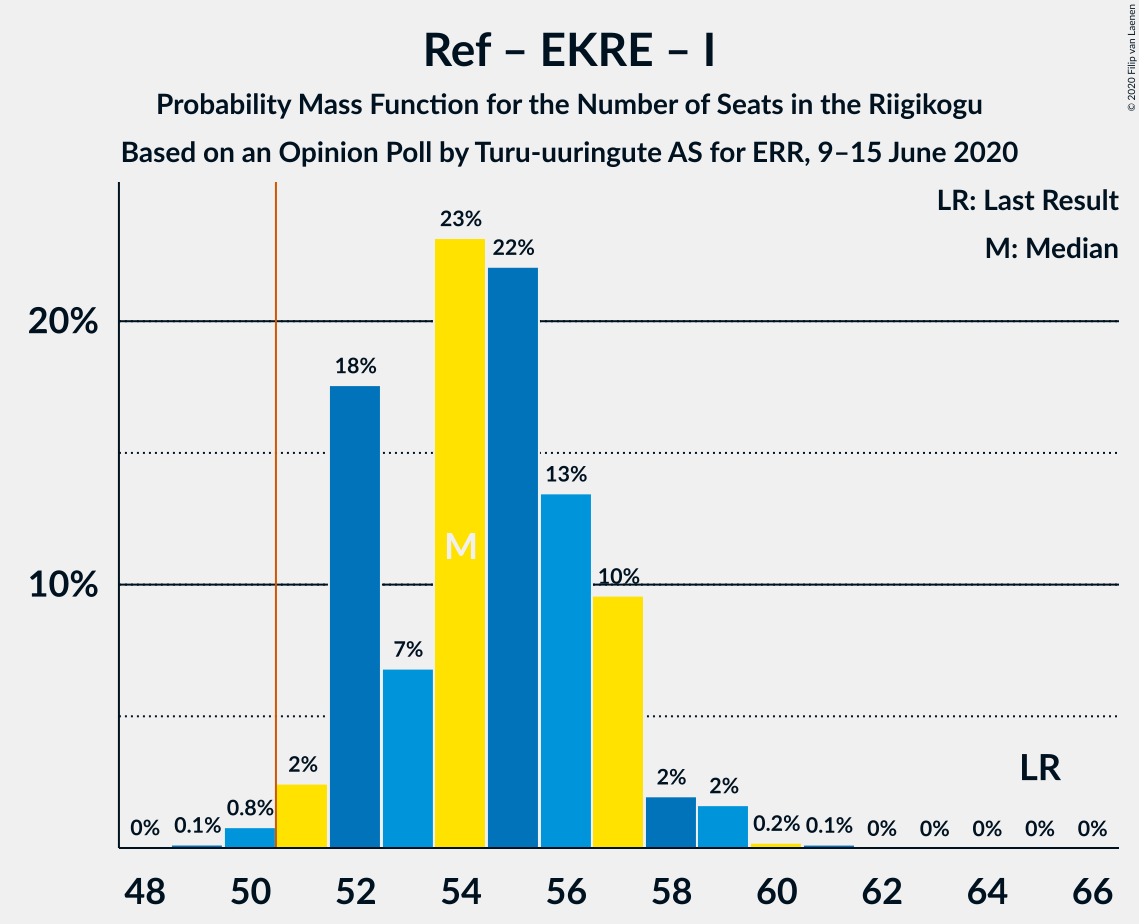 Ref – EKRE – I
Probability Mass Function for the Number of Seats in the Riigikogu
Based on an Opinion Poll by Turu-uuringute AS for ERR, 9–15 June 2020
© 2020 Filip van Laenen
LR: Last Result
M: Median
20%
10%
0%
0.1%
0.8%
2%
18%
7%
23%
22%
13%
10%
2%
2%
0.2%
0.1%
0%
0%
0%
0%
0%
M
LR
48 50 52 54 56 58 60 62 64 66